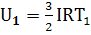 U₁ = 3/2 IRT₁